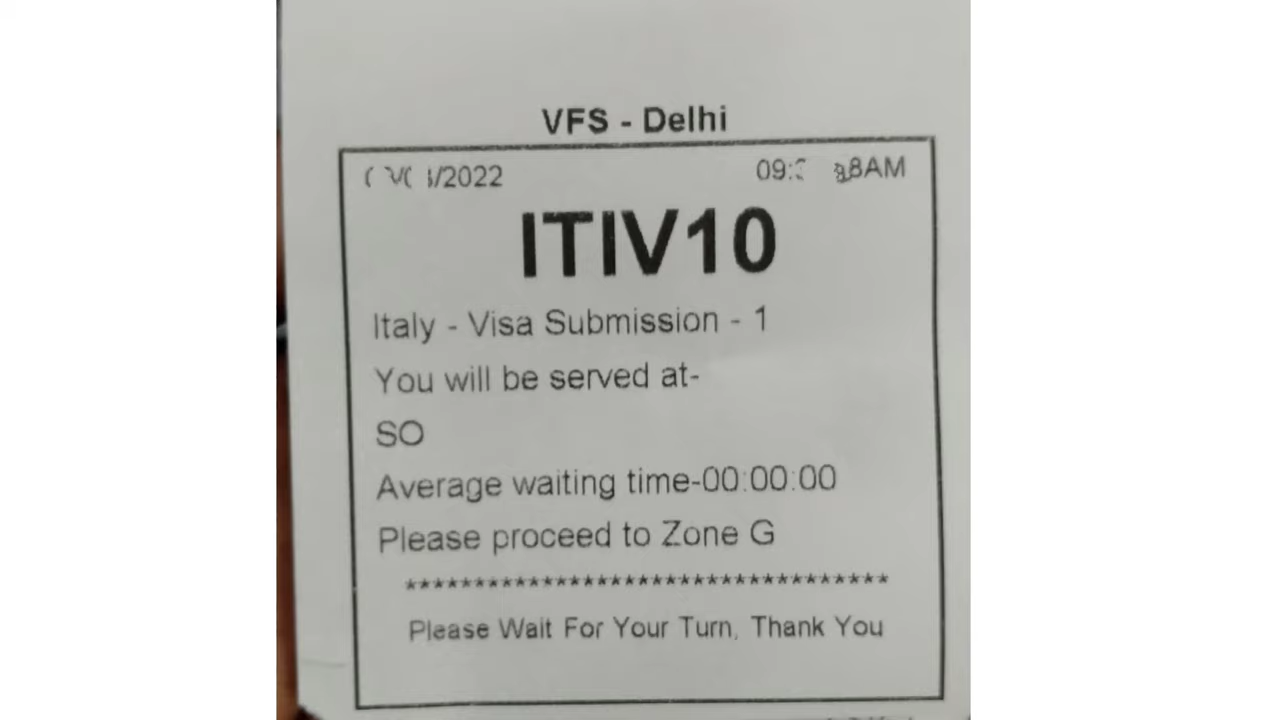 VFS - Delhi
ITIV10
Italy - Visa Submission - 1
You will be served at-
SO
Average waiting time-00:00:00
Please proceed to Zone G
***********************************
Please Wait For Your Turn, Thank You